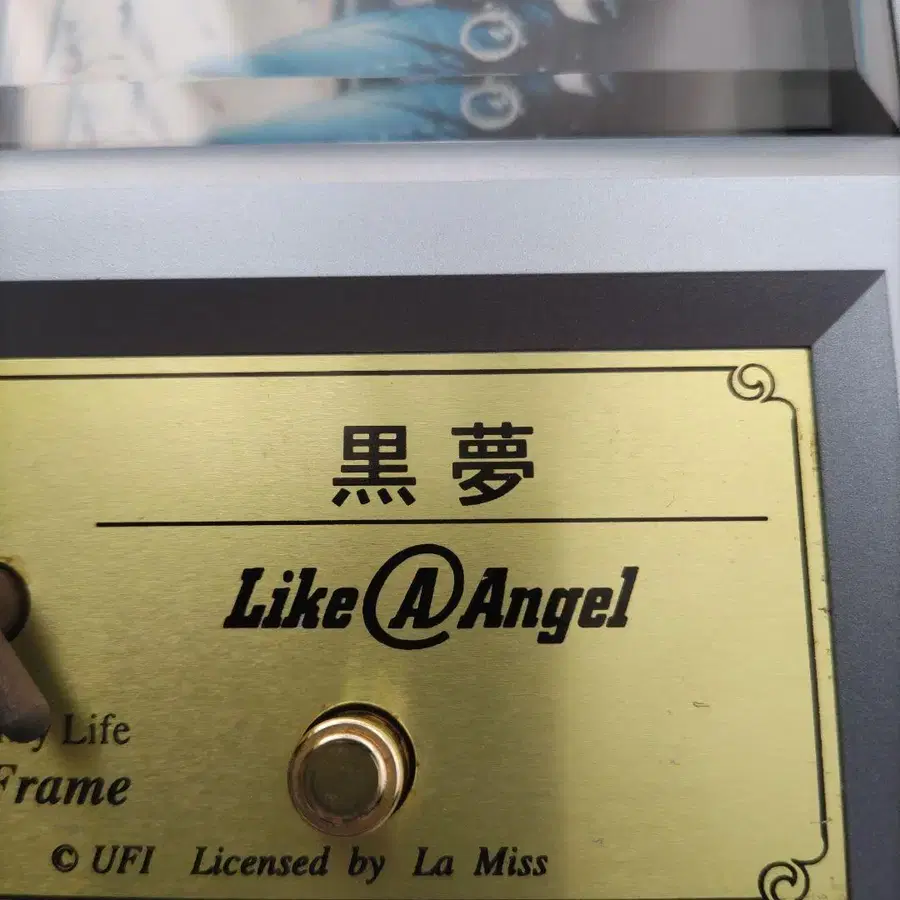 黒夢
Like@Angel
Life
Frame
© UFI Licensed by La Miss